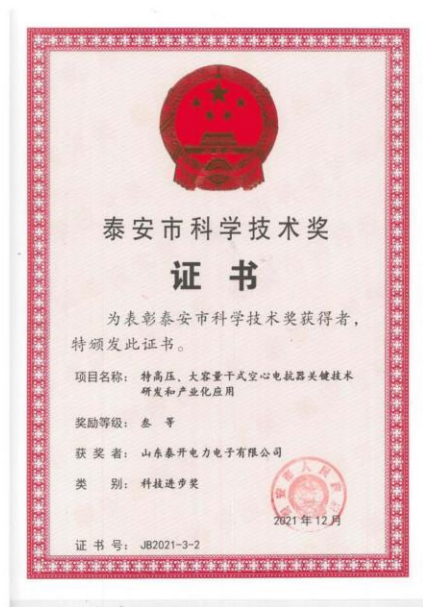 泰安市科学技术奖
证书
为表彰泰安市科学技术奖获得者，
特颁发此证书。
项目名称： 特高压、大容量干式空心电抗器关键技术
研发和产业化应用
奖励等级： 叁 等
获 奖 者： 山东泰开电力电子有限公司
类 别： 科技进步奖
2021年12月
证 书 号： JB2021-3-2